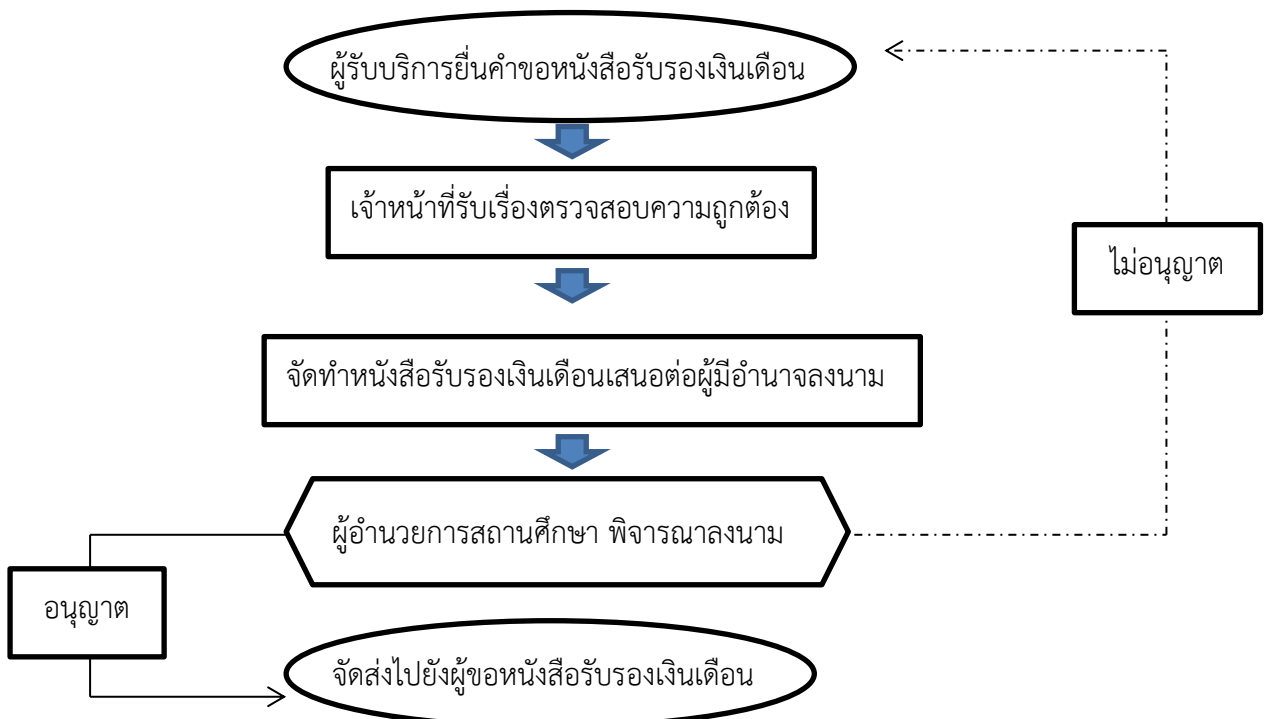 ผู้รับบริการยื่นคำขอหนังสือรับรองเงินเดือน
เจ้าหน้าที่รับเรื่องตรวจสอบความถูกต้อง
ไม่อนุญาต
จัดทำหนังสือรับรองเงินเดือนเสนอต่อผู้มีอำนาจลงนาม
ผู้อำนวยการสถานศึกษา พิจารณาลงนาม
อนุญาต
จัดส่งไปยังผู้ขอหนังสือรับรองเงินเดือน